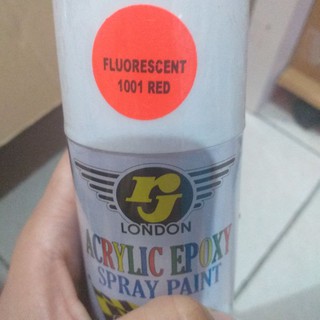 FLUORESCENT
1001 RED
rj
LONDON
ACRYLIC EPOXY
SPRAY PAINT